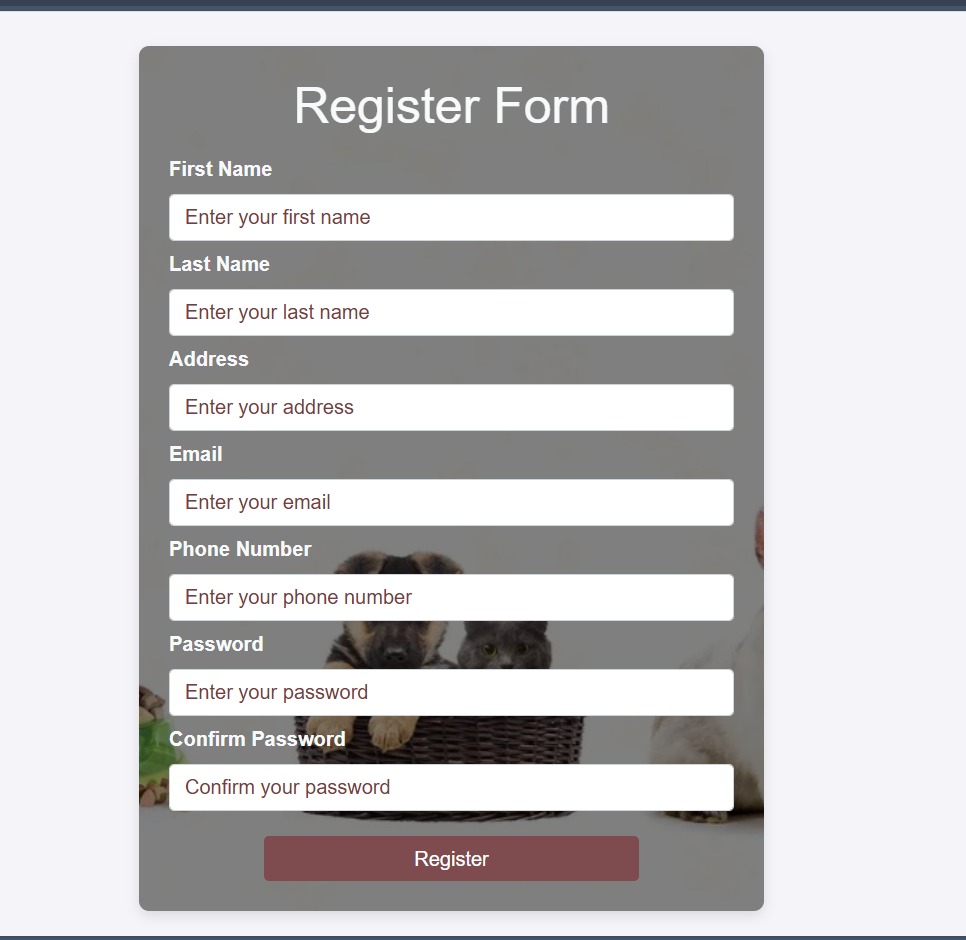 Register Form
First Name
Enter your first name
Last Name
Enter your last name
Address
Enter your address
Email
Enter your email
Phone Number
Enter your phone number
Password
Enter your password
Confirm Password
Confirm your password
Register